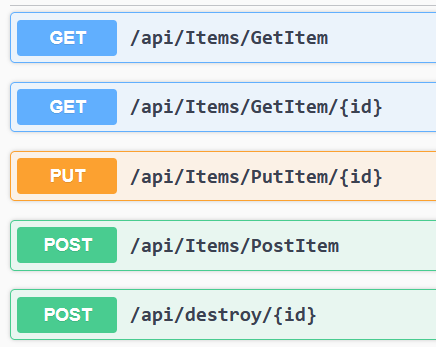 GET /api/Items/GetItem
GET /api/Items/GetItem/{id}
PUT /api/Items/PutItem/{id}
POST /api/Items/PostItem
POST /api/destroy/{id}